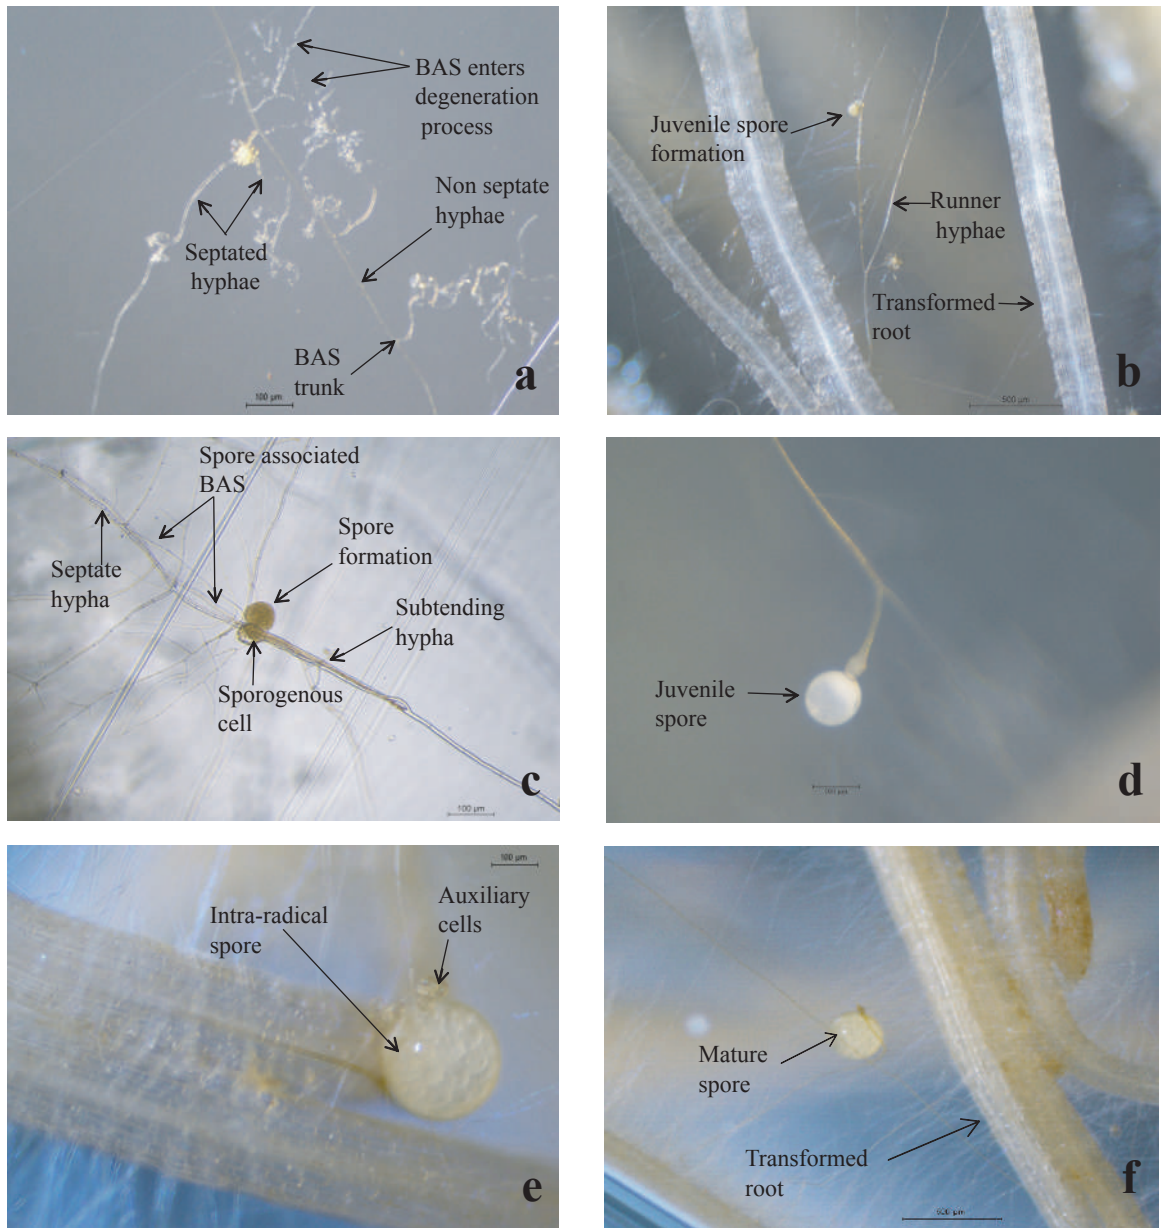 BAS enters
degeneration
process
Non septate
hyphae
Septated
hyphae
BAS
trunk
100 µm
a
Juvenile spore
formation
Runner
hyphae
Transformed
root
500 µm
b
Spore associated
BAS
Septate
hypha
Spore
formation
Subtending
hypha
Sporogenous
cell
100 µm
c
Juvenile
spore
d
100 µm
Auxiliary
cells
Intra-radical
spore
e
Mature
spore
Transformed
root
500 µm
f